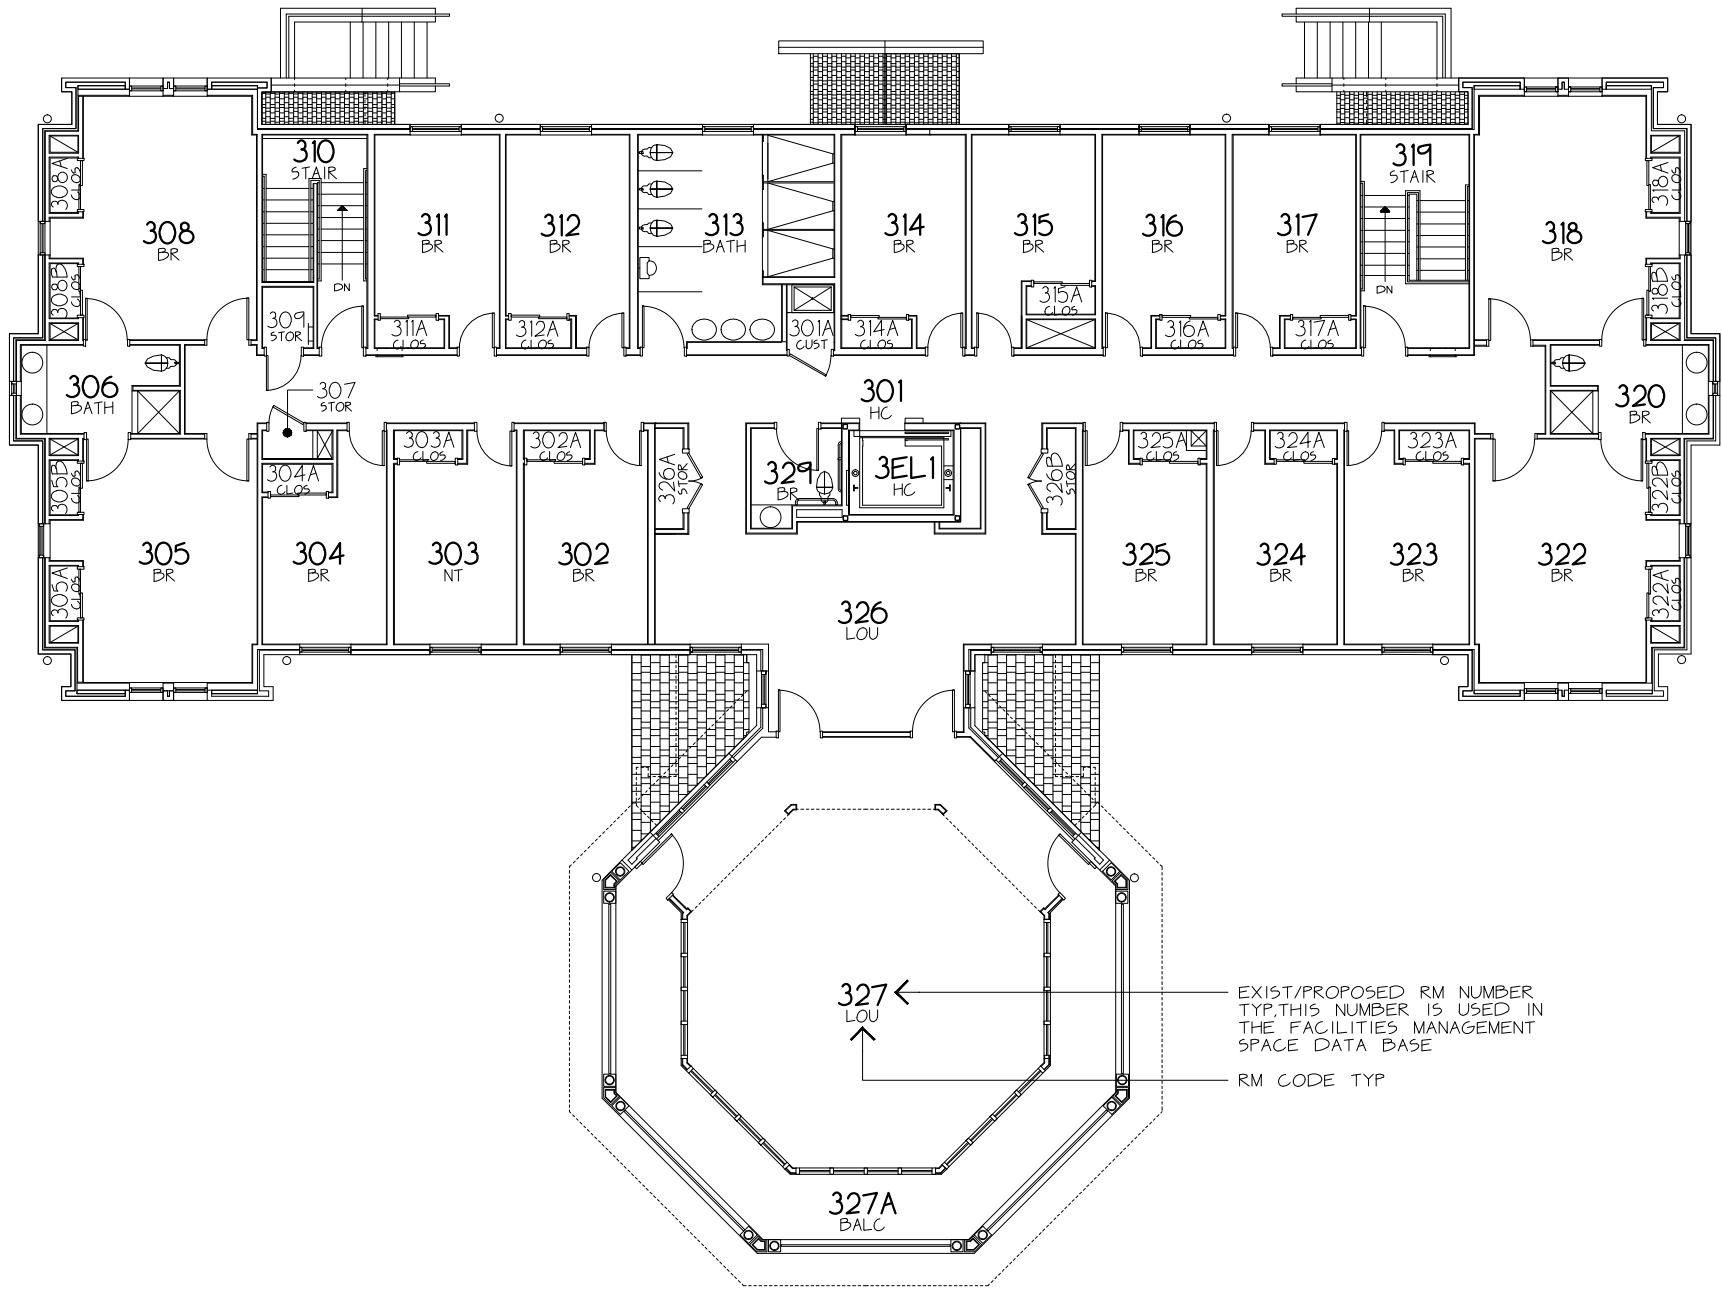 310
STAIR
319
STAIR
308A
CLOS
318A
CLOS
308
BR
311
BR
312
BR
313
BATH
314
BR
315
BR
316
BR
317
BR
318
BR
308B
CLOS
DN
DN
318B
CLOS
309
STOR
311A
CLOS
312A
CLOS
301A
CUST
314A
CLOS
315A
CLOS
316A
CLOS
317A
CLOS
306
BATH
307
STOR
301
HC
320
BR
305B
CLOS
304A
CLOS
303A
CLOS
302A
CLOS
326A
STOR
329
BR
3EL1
HC
326B
STOR
325A
CLOS
324A
CLOS
323A
CLOS
322B
CLOS
305
BR
304
BR
303
NT
302
BR
325
BR
324
BR
323
BR
322
BR
305A
CLOS
322A
CLOS
326
LOU
327
LOU
EXIST/PROPOSED RM NUMBER
TYP,THIS NUMBER IS USED IN
THE FACILITIES MANAGEMENT
SPACE DATA BASE
RM CODE TYP
327A
BALC